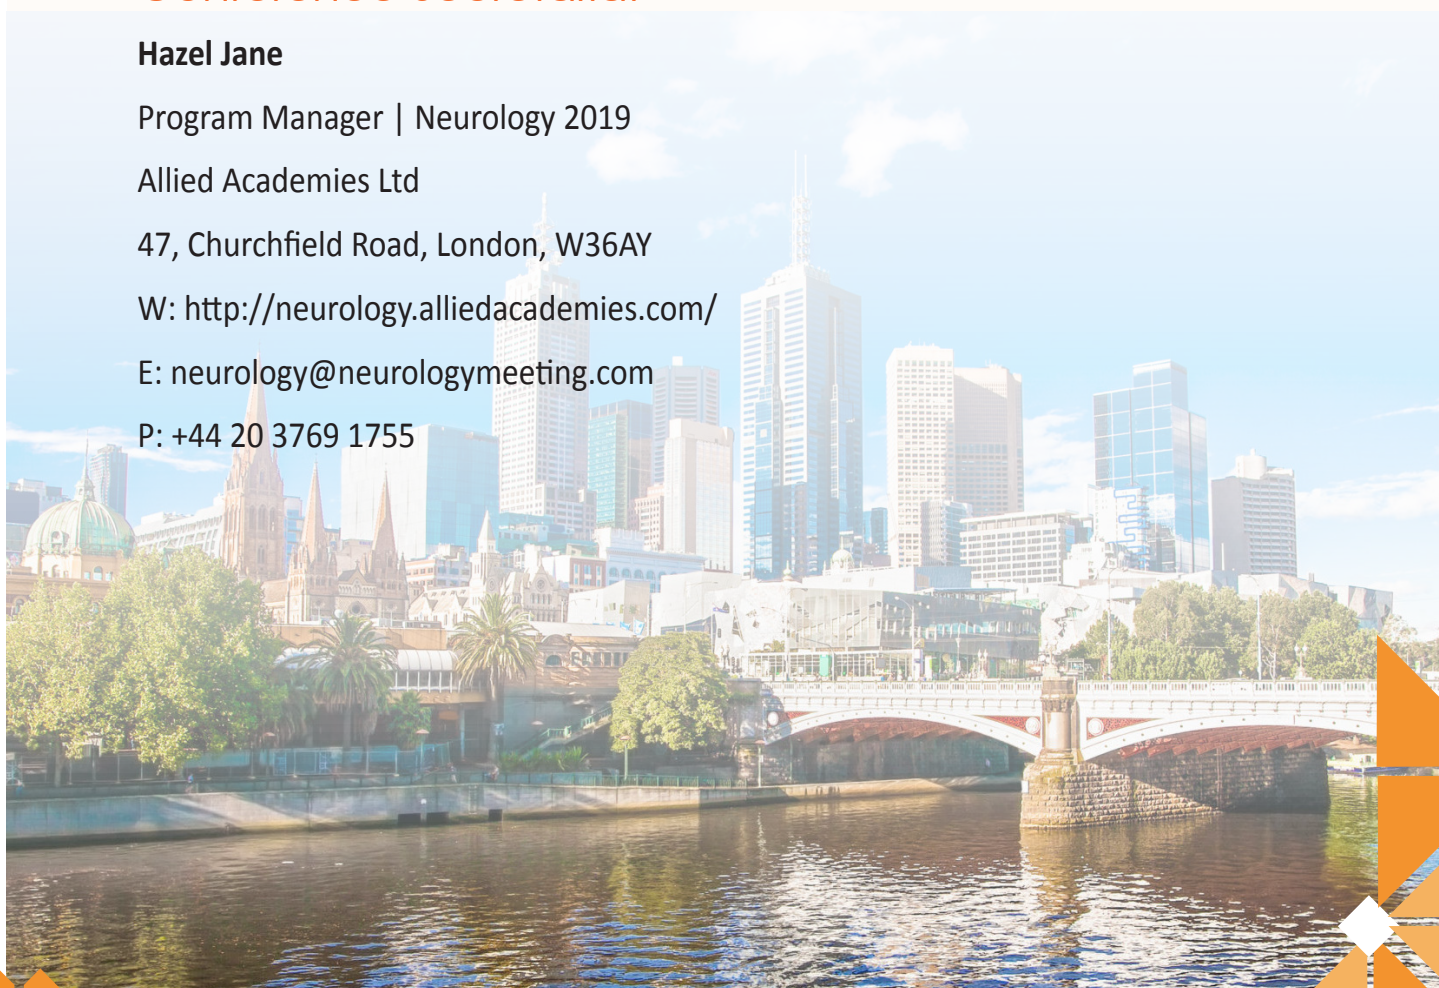 Hazel Jane
Program Manager | Neurology 2019
Allied Academies Ltd
47, Churchfield Road, London, W36AY
W: http://neurology.alliedacademies.com/
E: neurology@neurologymeeting.com
P: +44 20 3769 1755